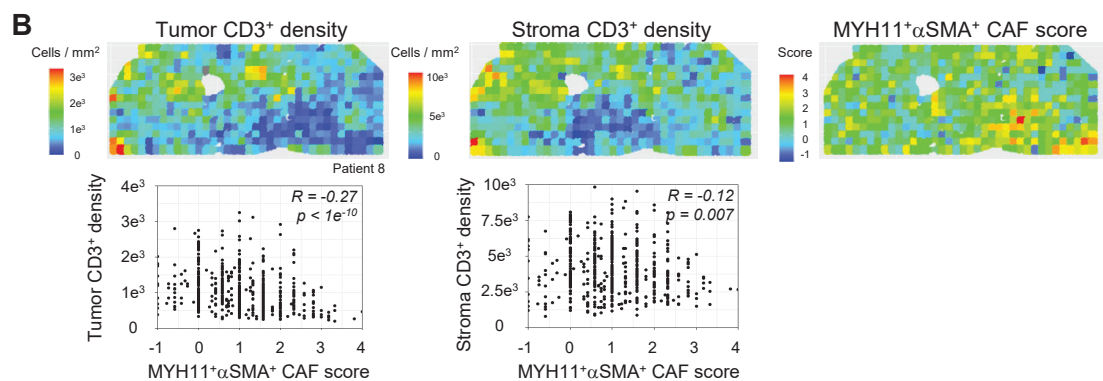 B
Tumor CD3⁺ density
Stroma CD3⁺ density
MYH11⁺αSMA⁺ CAF score
Cells / mm²
3e³
2e³
1e³
0
Cells / mm²
10e³
5e³
0
Score
4
3
2
1
0
-1
Patient 8
Tumor CD3⁺ density
4e³
3e³
2e³
1e³
0
R = -0.27
p < 1e⁻¹⁰
-1 0 1 2 3 4
MYH11⁺αSMA⁺ CAF score
Stroma CD3⁺ density
10e³
7.5e³
5e³
2.5e³
0
R = -0.12
p = 0.007
-1 0 1 2 3 4
MYH11⁺αSMA⁺ CAF score